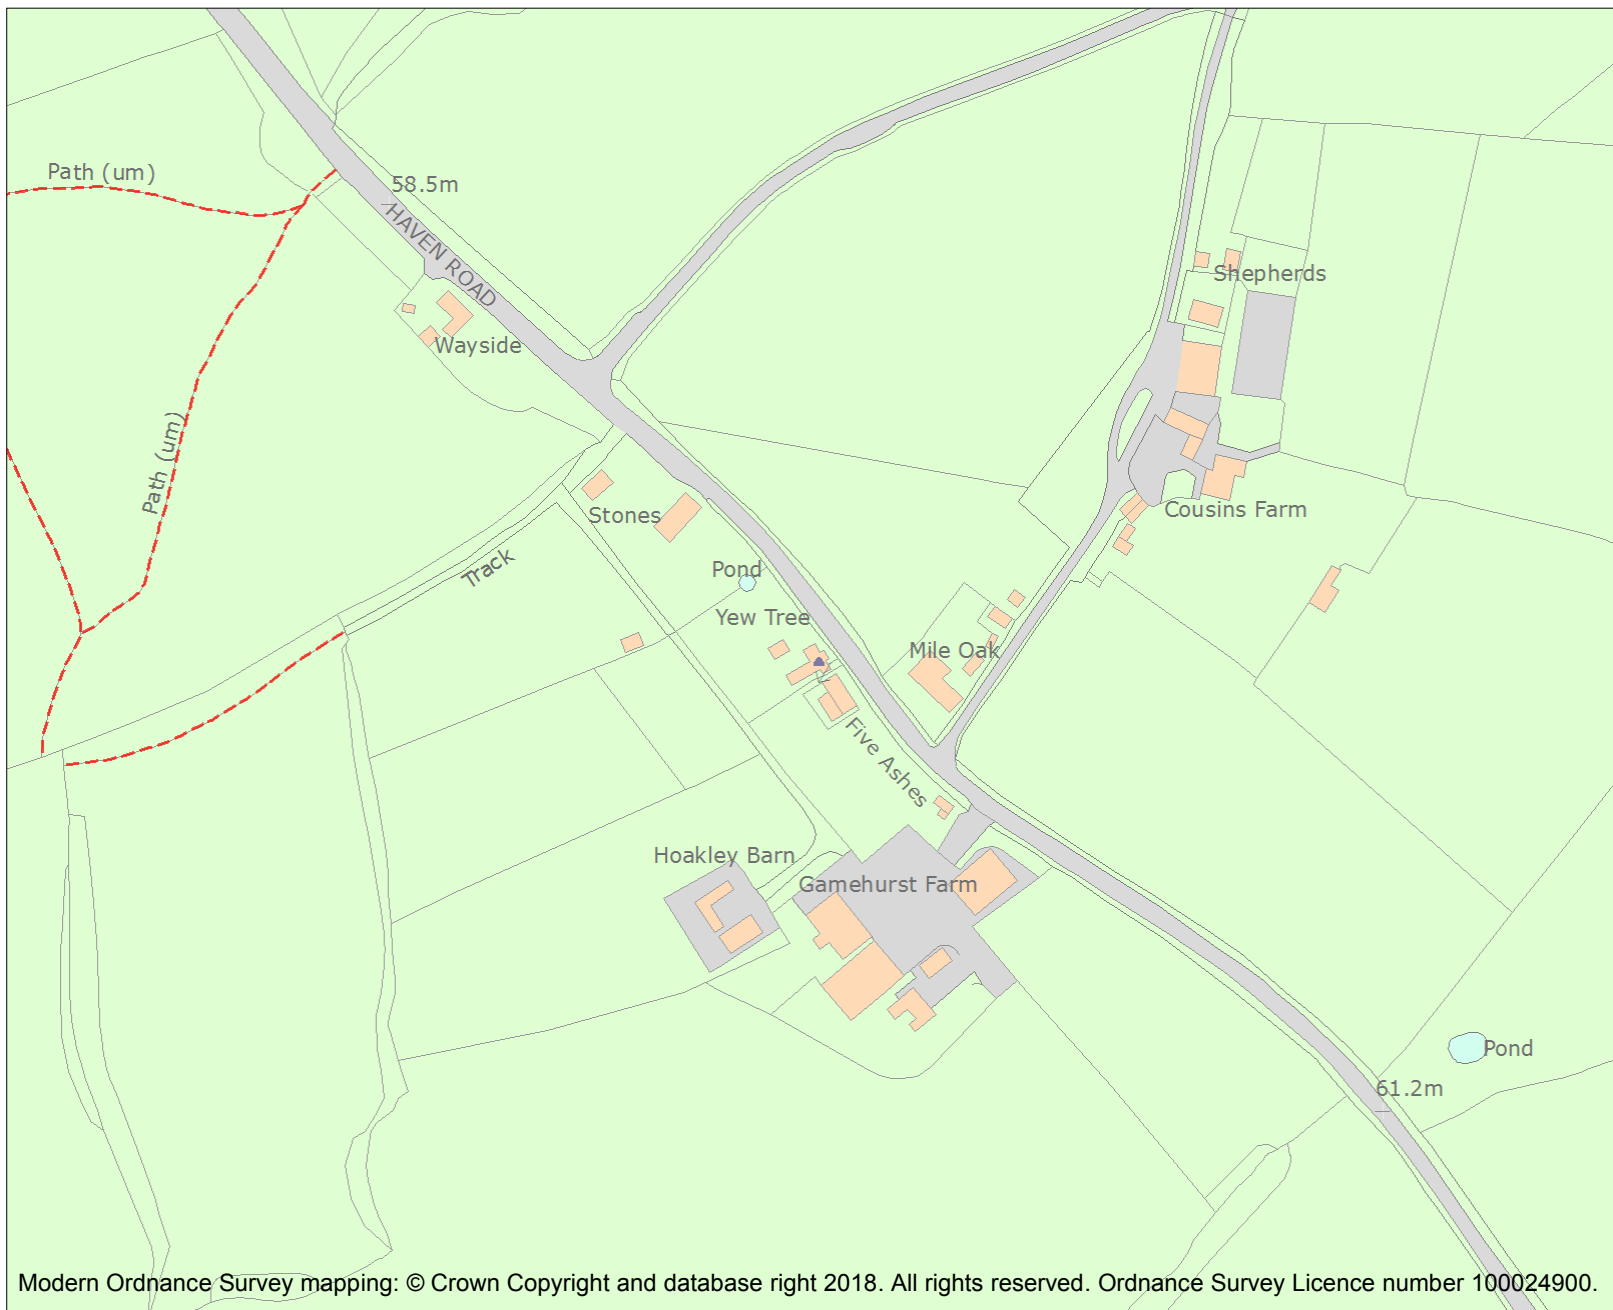 Path (um)
58.5m
HAVEN ROAD
Shepherds
Wayside
Path (um)
Stones
Cousins Farm
Track
Pond
Yew Tree
Mile Oak
Five Ashes
Hoakley Barn
Gamehurst Farm
Pond
61.2m
Modern Ordnance Survey mapping: © Crown Copyright and database right 2018. All rights reserved. Ordnance Survey Licence number 100024900.